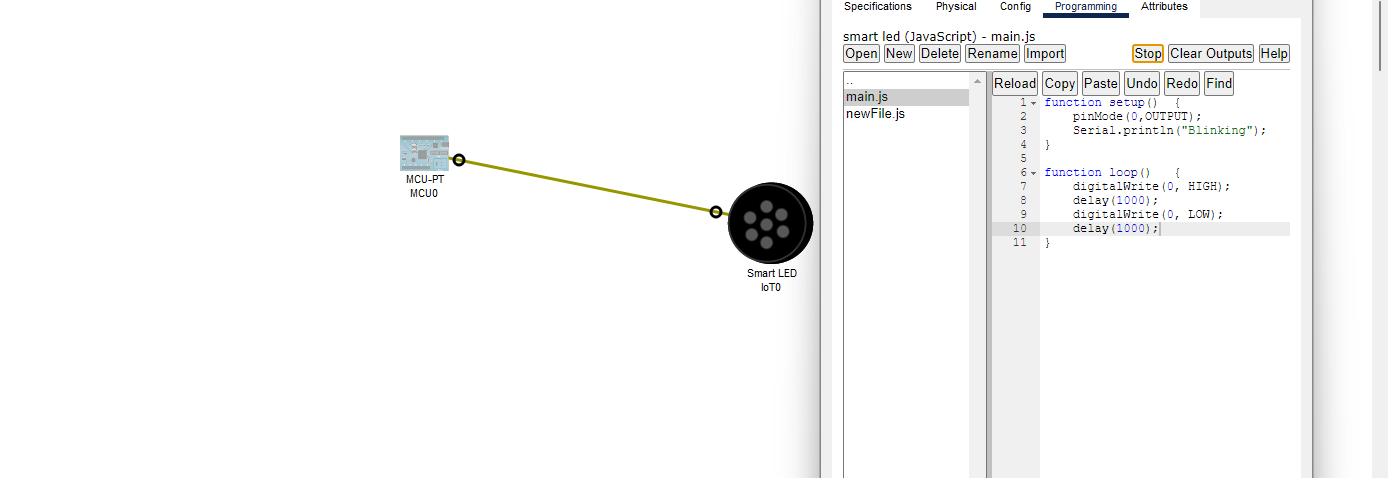 Specifications Physical Config Programming Attributes
smart led (JavaScript) - main.js
Open New Delete Rename Import Stop Clear Outputs Help
..
main.js
newFile.js
Reload Copy Paste Undo Redo Find
1 function setup()  {
2     pinMode(0,OUTPUT);
3     Serial.println("Blinking");
4 }
5
6 function loop()   {
7     digitalWrite(0, HIGH);
8     delay(1000);
9     digitalWrite(0, LOW);
10     delay(1000);
11 }
MCU-PT
MCU0
Smart LED
IoT0